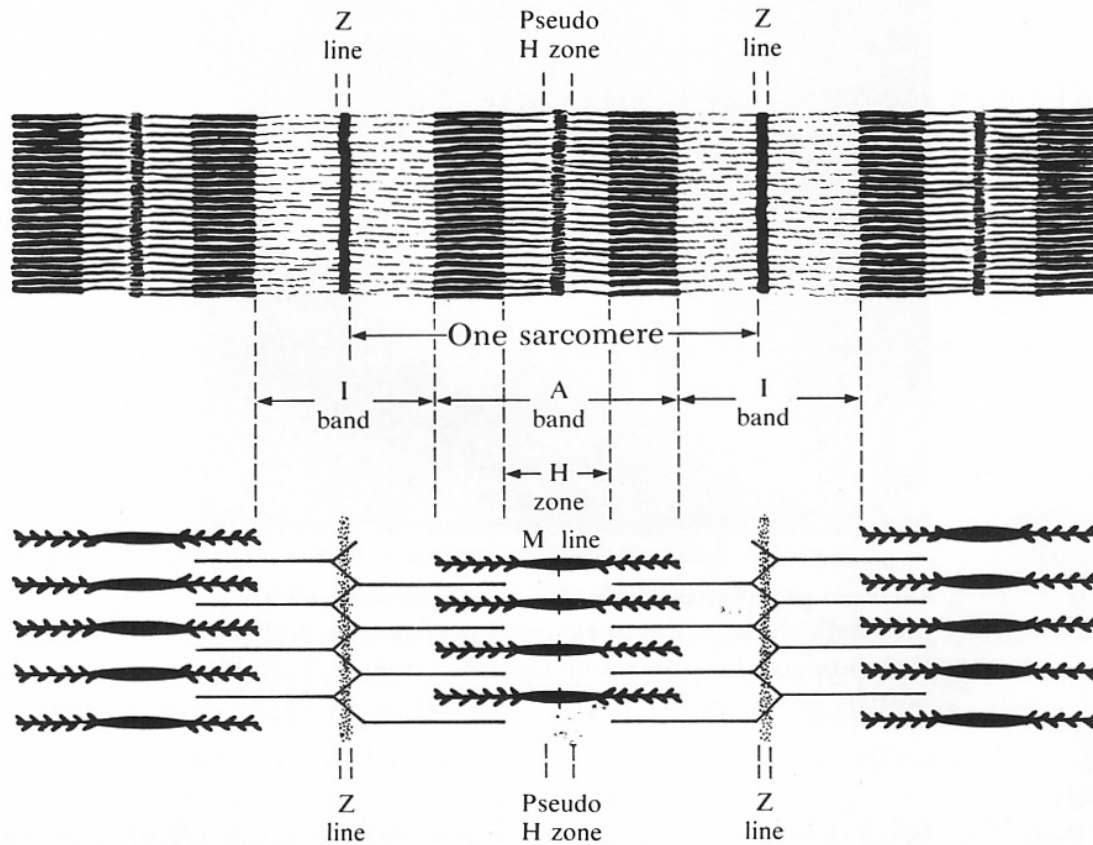 Z
line
Pseudo
H zone
Z
line
One sarcomere
I
band
A
band
I
band
H
zone
M line
Z
line
Pseudo
H zone
Z
line